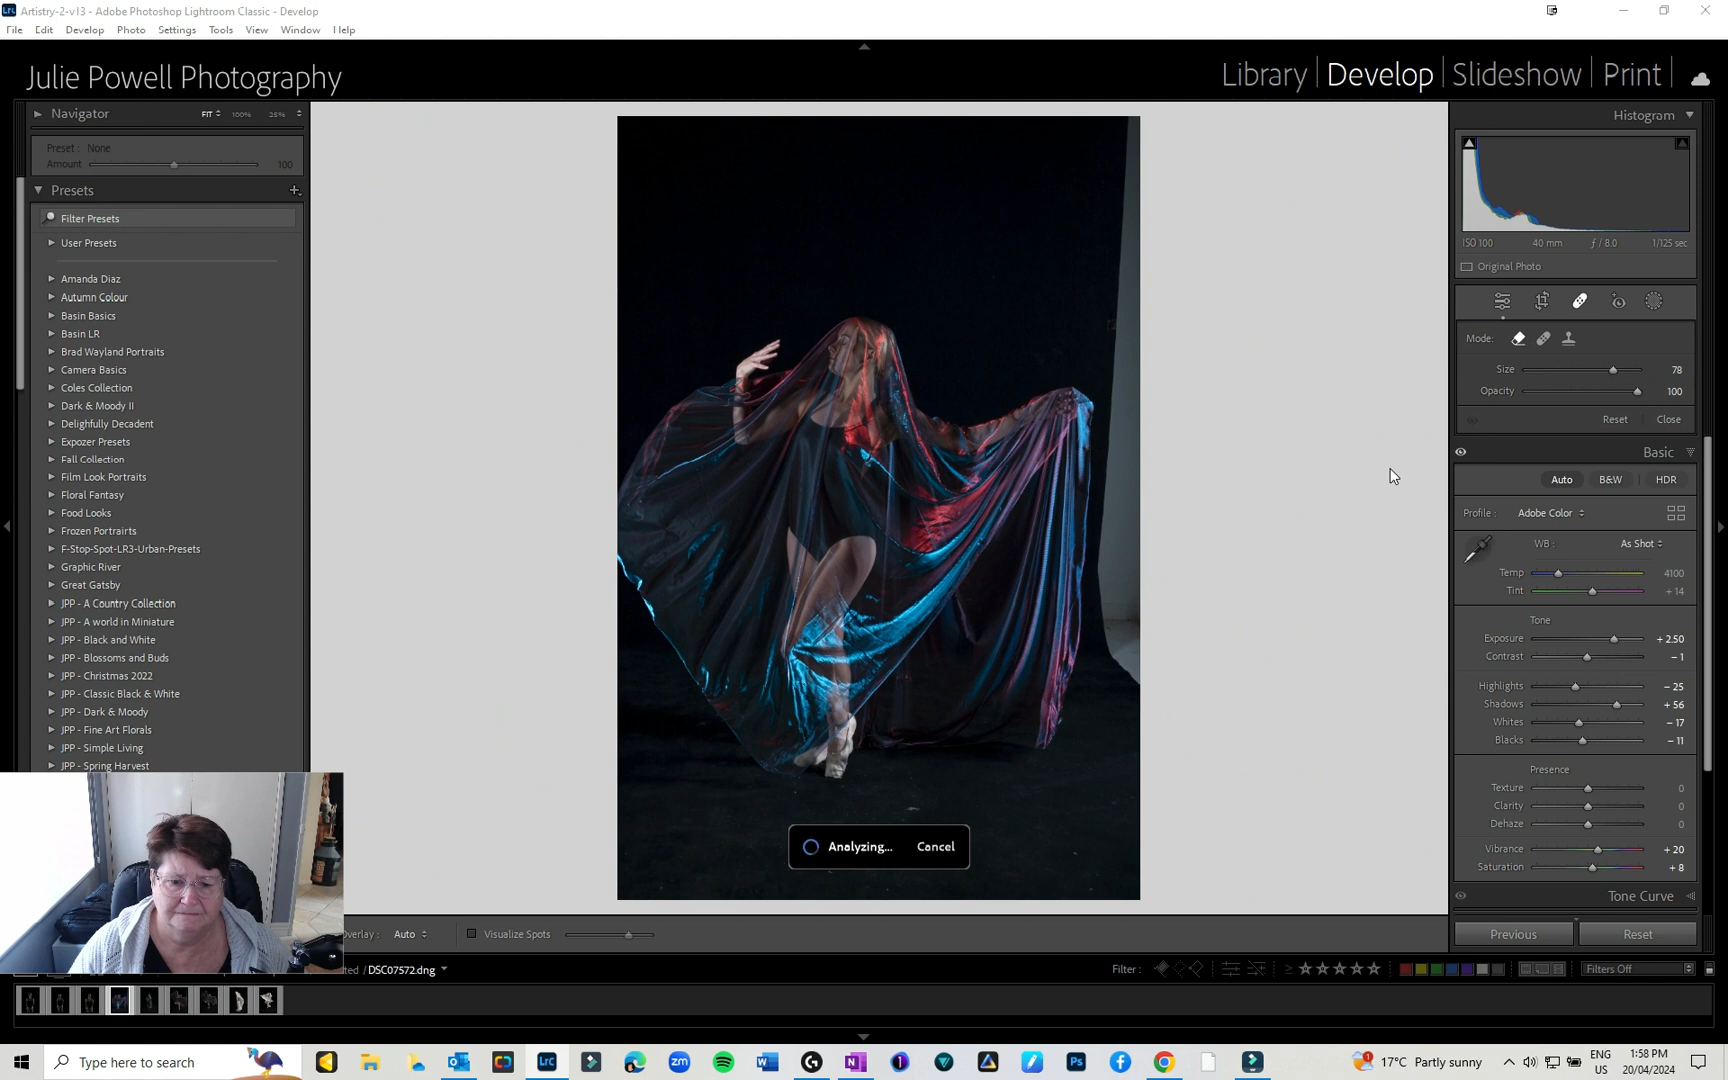 Artistry-2-v13 - Adobe Photoshop Lightroom Classic - Develop
File Edit Develop Photo Settings Tools View Window Help
Julie Powell Photography
Library Develop Slideshow Print
Navigator FIT 100% 25%
Preset : None
Amount 100
Presets
Filter Presets
User Presets
Amanda Diaz
Autumn Colour
Basin Basics
Basin LR
Brad Wayland Portraits
Camera Basics
Coles Collection
Dark & Moody II
Delighfully Decadent
Expozer Presets
Fall Collection
Film Look Portraits
Floral Fantasy
Food Looks
Frozen Portrairts
F-Stop-Spot-LR3-Urban-Presets
Graphic River
Great Gatsby
JPP - A Country Collection
JPP - A world in Miniature
JPP - Black and White
JPP - Blossoms and Buds
JPP - Christmas 2022
JPP - Classic Black & White
JPP - Dark & Moody
JPP - Fine Art Florals
JPP - Simple Living
JPP - Spring Harvest
Analyzing... Cancel
Histogram
ISO 100 40 mm ƒ / 8.0 1/125 sec
Original Photo
Mode:
Size 78
Opacity 100
Reset Close
Basic
Auto B&W HDR
Profile : Adobe Color
WB : As Shot
Temp 4100
Tint + 14
Tone
Exposure + 2.50
Contrast − 1
Highlights − 25
Shadows + 56
Whites − 17
Blacks − 11
Presence
Texture 0
Clarity 0
Dehaze 0
Vibrance + 20
Saturation + 8
Tone Curve
Previous Reset
verlay : Auto Visualize Spots
ted / DSC07572.dng
Filter : ≥ Filters Off
Type here to search
17°C Partly sunny
ENG
US
1:58 PM
20/04/2024